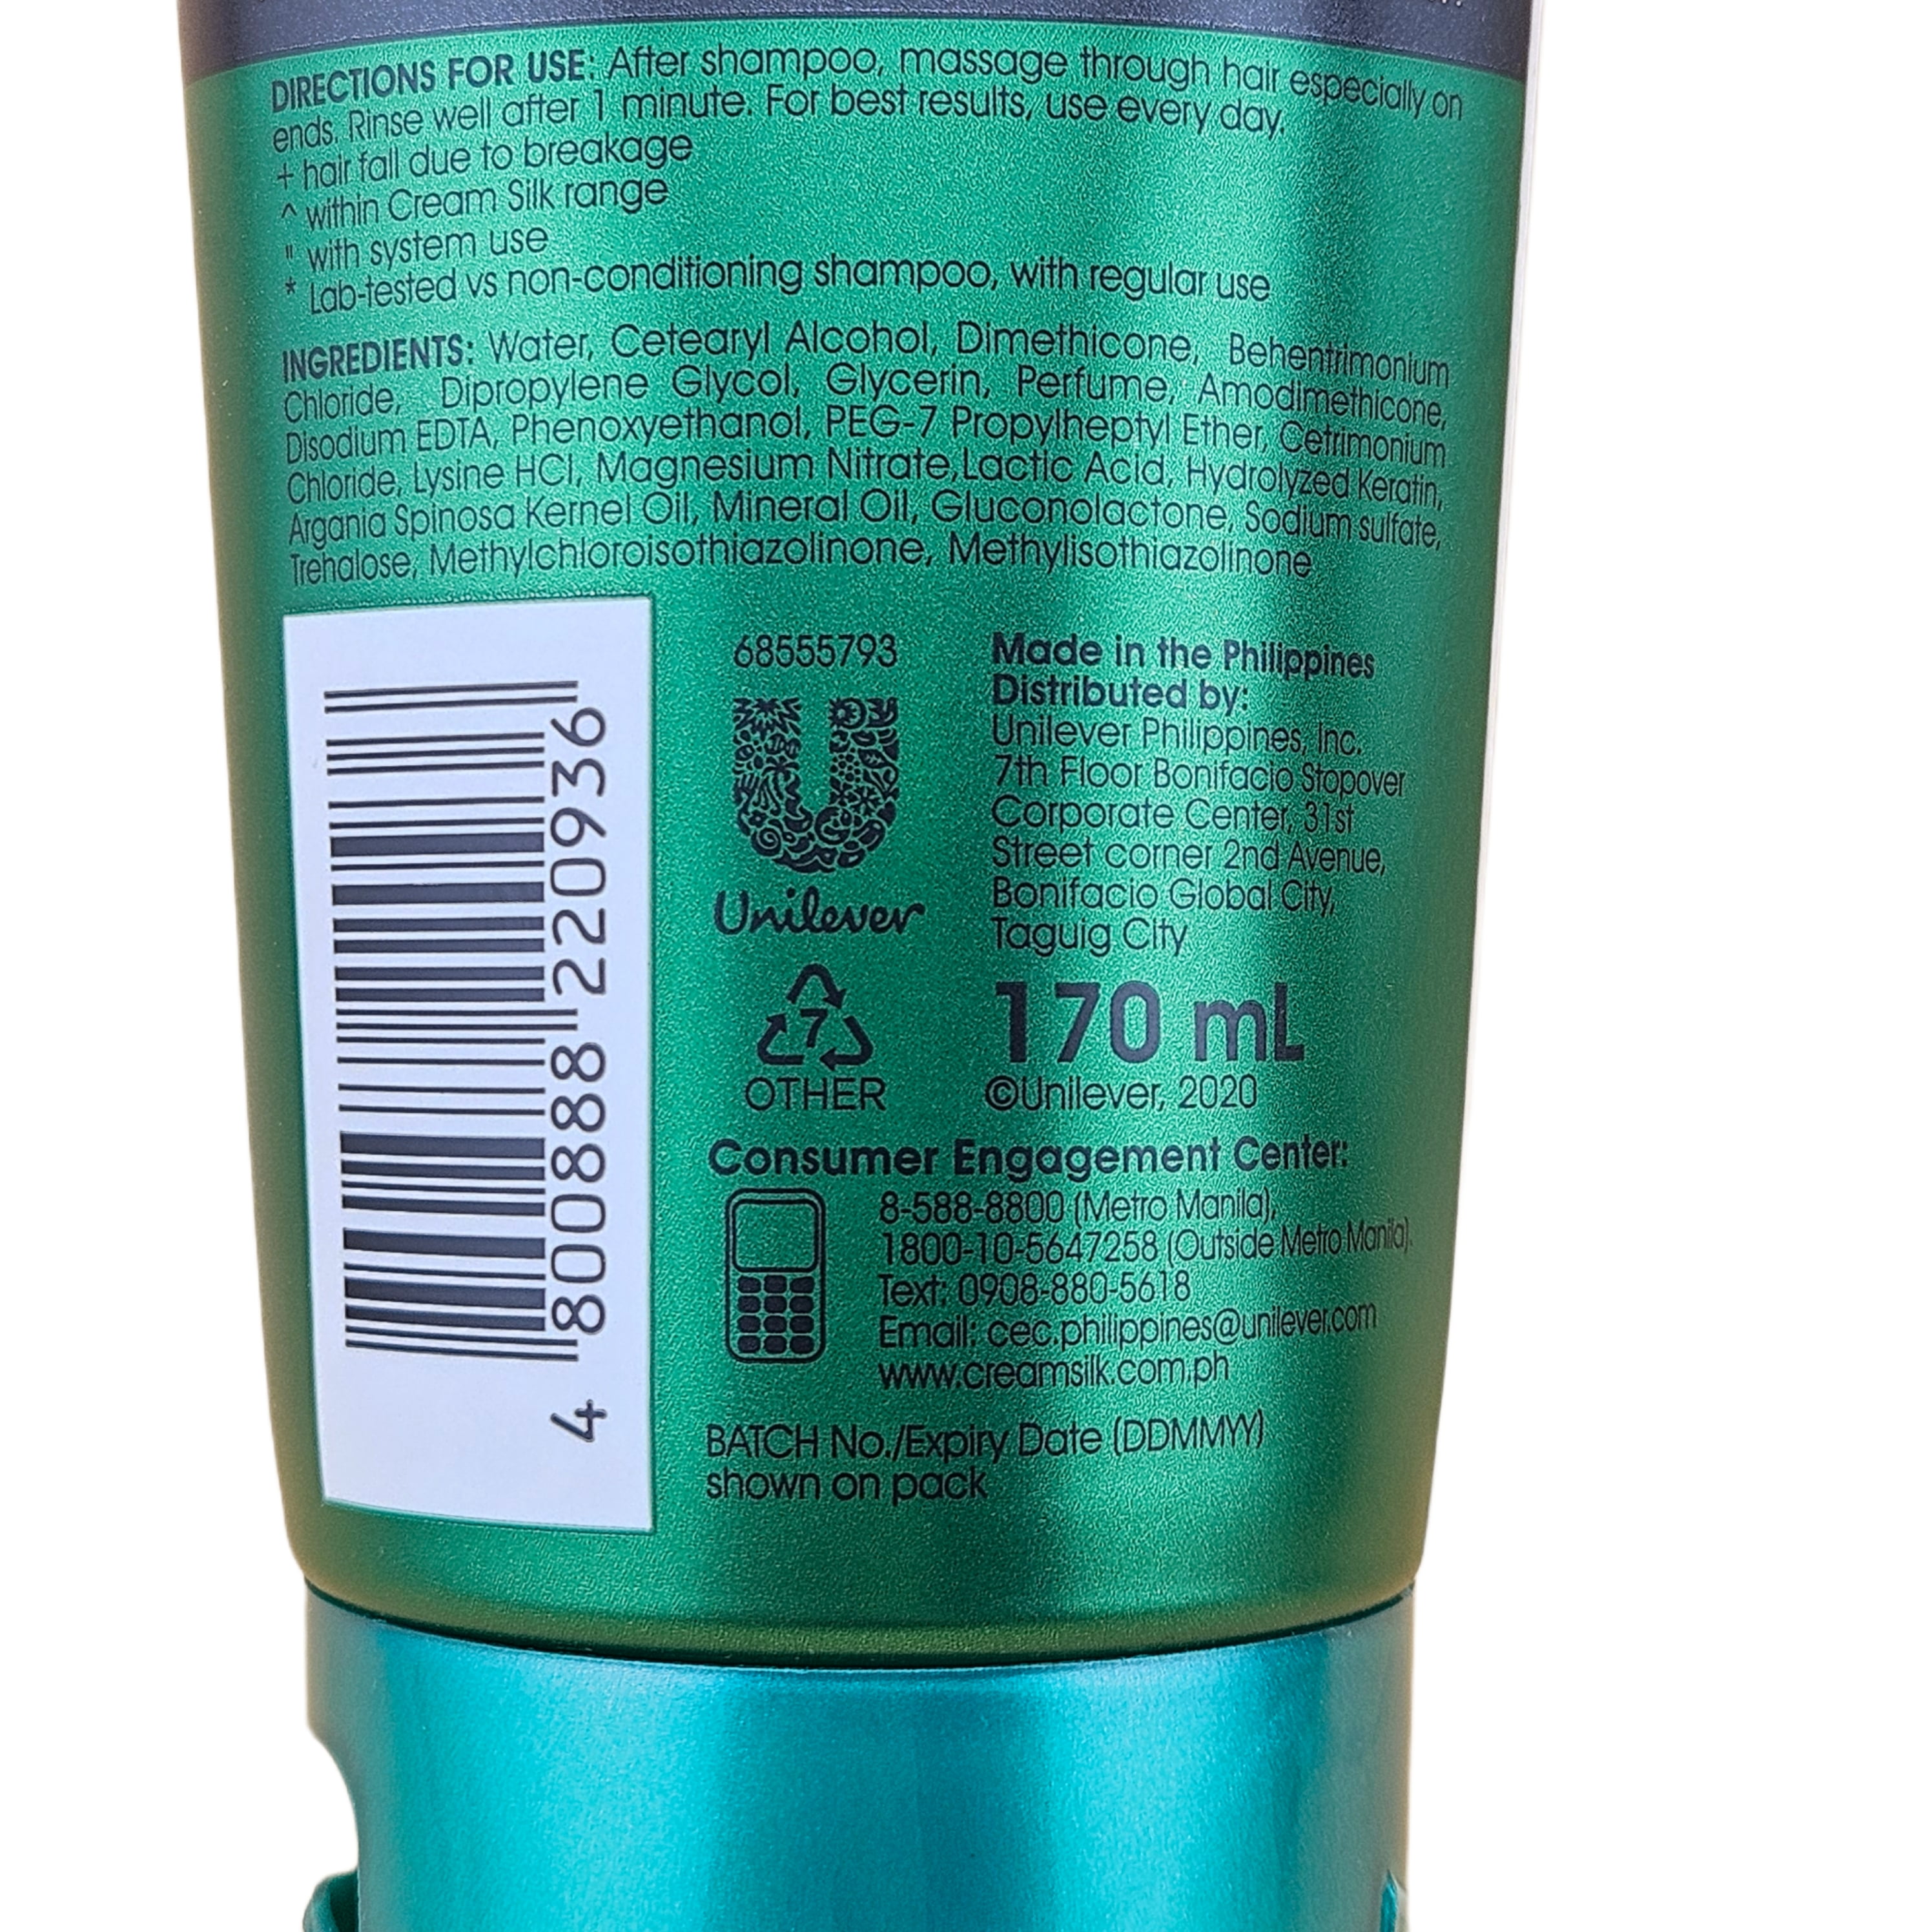 DIRECTIONS FOR USE: After shampoo, massage through hair especially on
ends. Rinse well after 1 minute. For best results, use every day.
+ hair fall due to breakage
^ within Cream Silk range
" with system use
* Lab-tested vs non-conditioning shampoo, with regular use
INGREDIENTS: Water, Cetearyl Alcohol, Dimethicone, Behentrimonium
Chloride, Dipropylene Glycol, Glycerin, Perfume, Amodimethicone,
Disodium EDTA, Phenoxyethanol, PEG-7 Propylheptyl Ether, Cetrimonium
Chloride, Lysine HCl, Magnesium Nitrate,Lactic Acid, Hydrolyzed Keratin,
Argania Spinosa Kernel Oil, Mineral Oil, Gluconolactone, Sodium sulfate,
Trehalose, Methylchloroisothiazolinone, Methylisothiazolinone
4 800888 220936
68555793
Unilever
7
OTHER
Made in the Philippines
Distributed by:
Unilever Philippines, Inc.
7th Floor Bonifacio Stopover
Corporate Center, 31st
Street corner 2nd Avenue,
Bonifacio Global City,
Taguig City
170 mL
©Unilever, 2020
Consumer Engagement Center:
8-588-8800 (Metro Manila),
1800-10-5647258 (Outside Metro Manila).
Text: 0908-880-5618
Email: cec.philippines@unilever.com
www.creamsilk.com.ph
BATCH No./Expiry Date (DDMMYY)
shown on pack